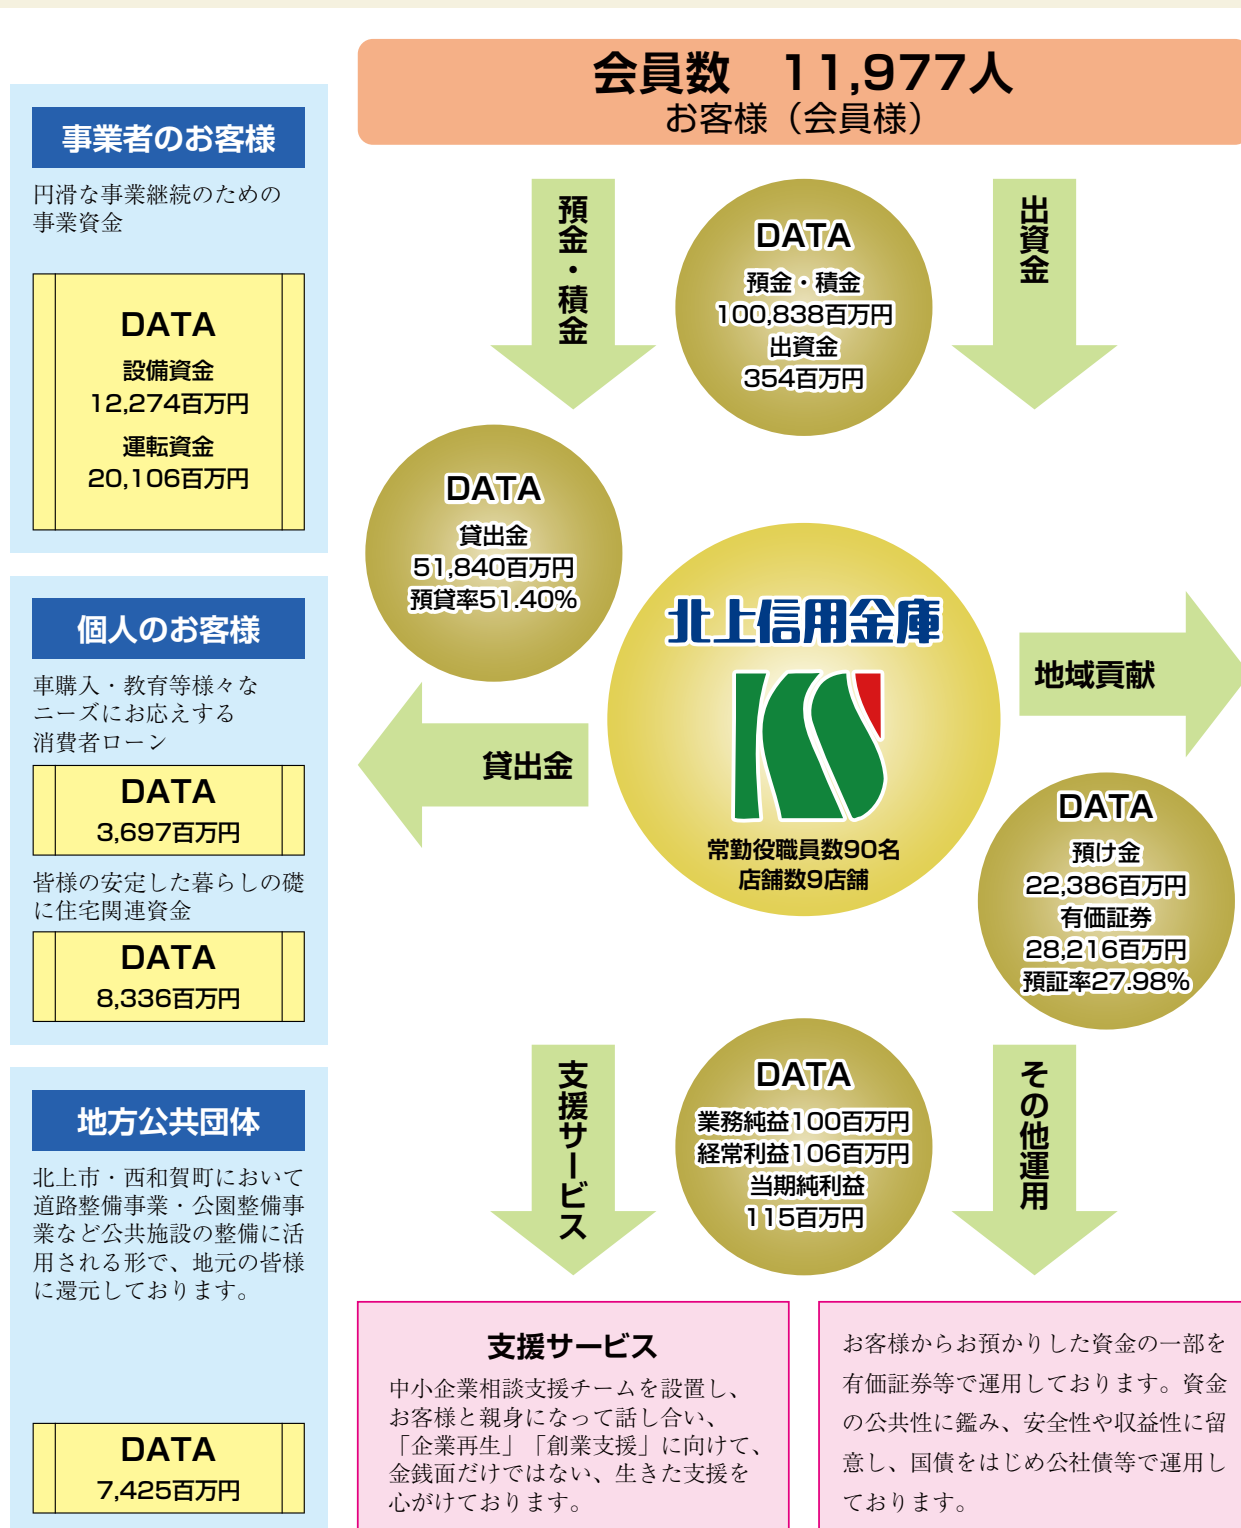 会員数　11,977人
お客様（会員様）
事業者のお客様
円滑な事業継続のための
事業資金
DATA
設備資金
12,274百万円
運転資金
20,106百万円
個人のお客様
車購入・教育等様々な
ニーズにお応えする
消費者ローン
DATA
3,697百万円
皆様の安定した暮らしの礎
に住宅関連資金
DATA
8,336百万円
地方公共団体
北上市・西和賀町において
道路整備事業・公園整備事
業など公共施設の整備に活
用される形で、地元の皆様
に還元しております。
DATA
7,425百万円
預金・積金
DATA
預金・積金
100,838百万円
出資金
354百万円
出資金
DATA
貸出金
51,840百万円
預貸率51.40%
貸出金
北上信用金庫
常勤役職員数90名
店舗数9店舗
地域貢献
DATA
預け金
22,386百万円
有価証券
28,216百万円
預証率27.98%
支援サービス
DATA
業務純益100百万円
経常利益106百万円
当期純利益
115百万円
その他運用
支援サービス
中小企業相談支援チームを設置し、
お客様と親身になって話し合い、
「企業再生」「創業支援」に向けて、
金銭面だけではない、生きた支援を
心がけております。
お客様からお預かりした資金の一部を
有価証券等で運用しております。資金
の公共性に鑑み、安全性や収益性に留
意し、国債をはじめ公社債等で運用し
ております。